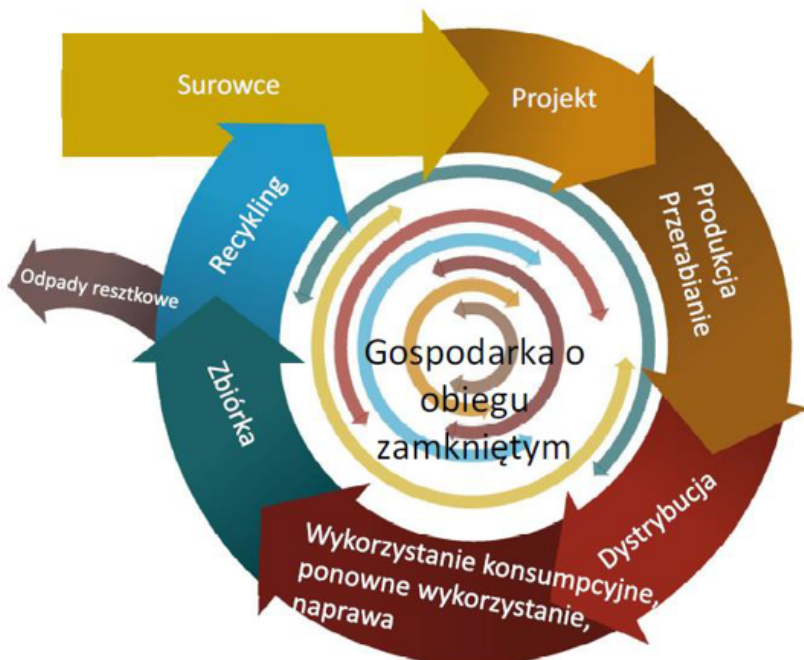 Surowce
Projekt
Produkcja
Przerabianie
Dystrybucja
Wykorzystanie konsumpcyjne,
ponowne wykorzystanie,
naprawa
Zbiórka
Recykling
Odpady resztkowe
Gospodarka o
obiegu
zamkniętym